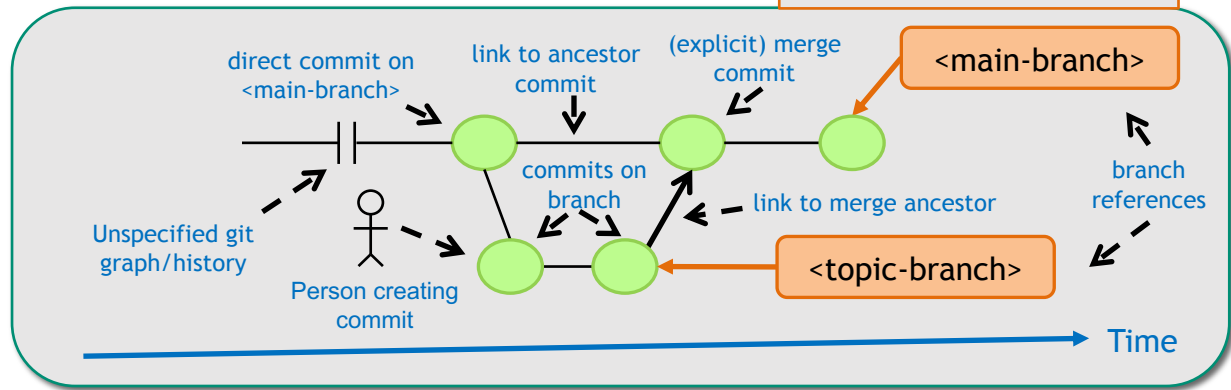 direct commit on
<main-branch>
link to ancestor
commit
(explicit) merge
commit
<main-branch>
commits on
branch
branch
references
link to merge ancestor
Unspecified git
graph/history
<topic-branch>
Person creating
commit
Time